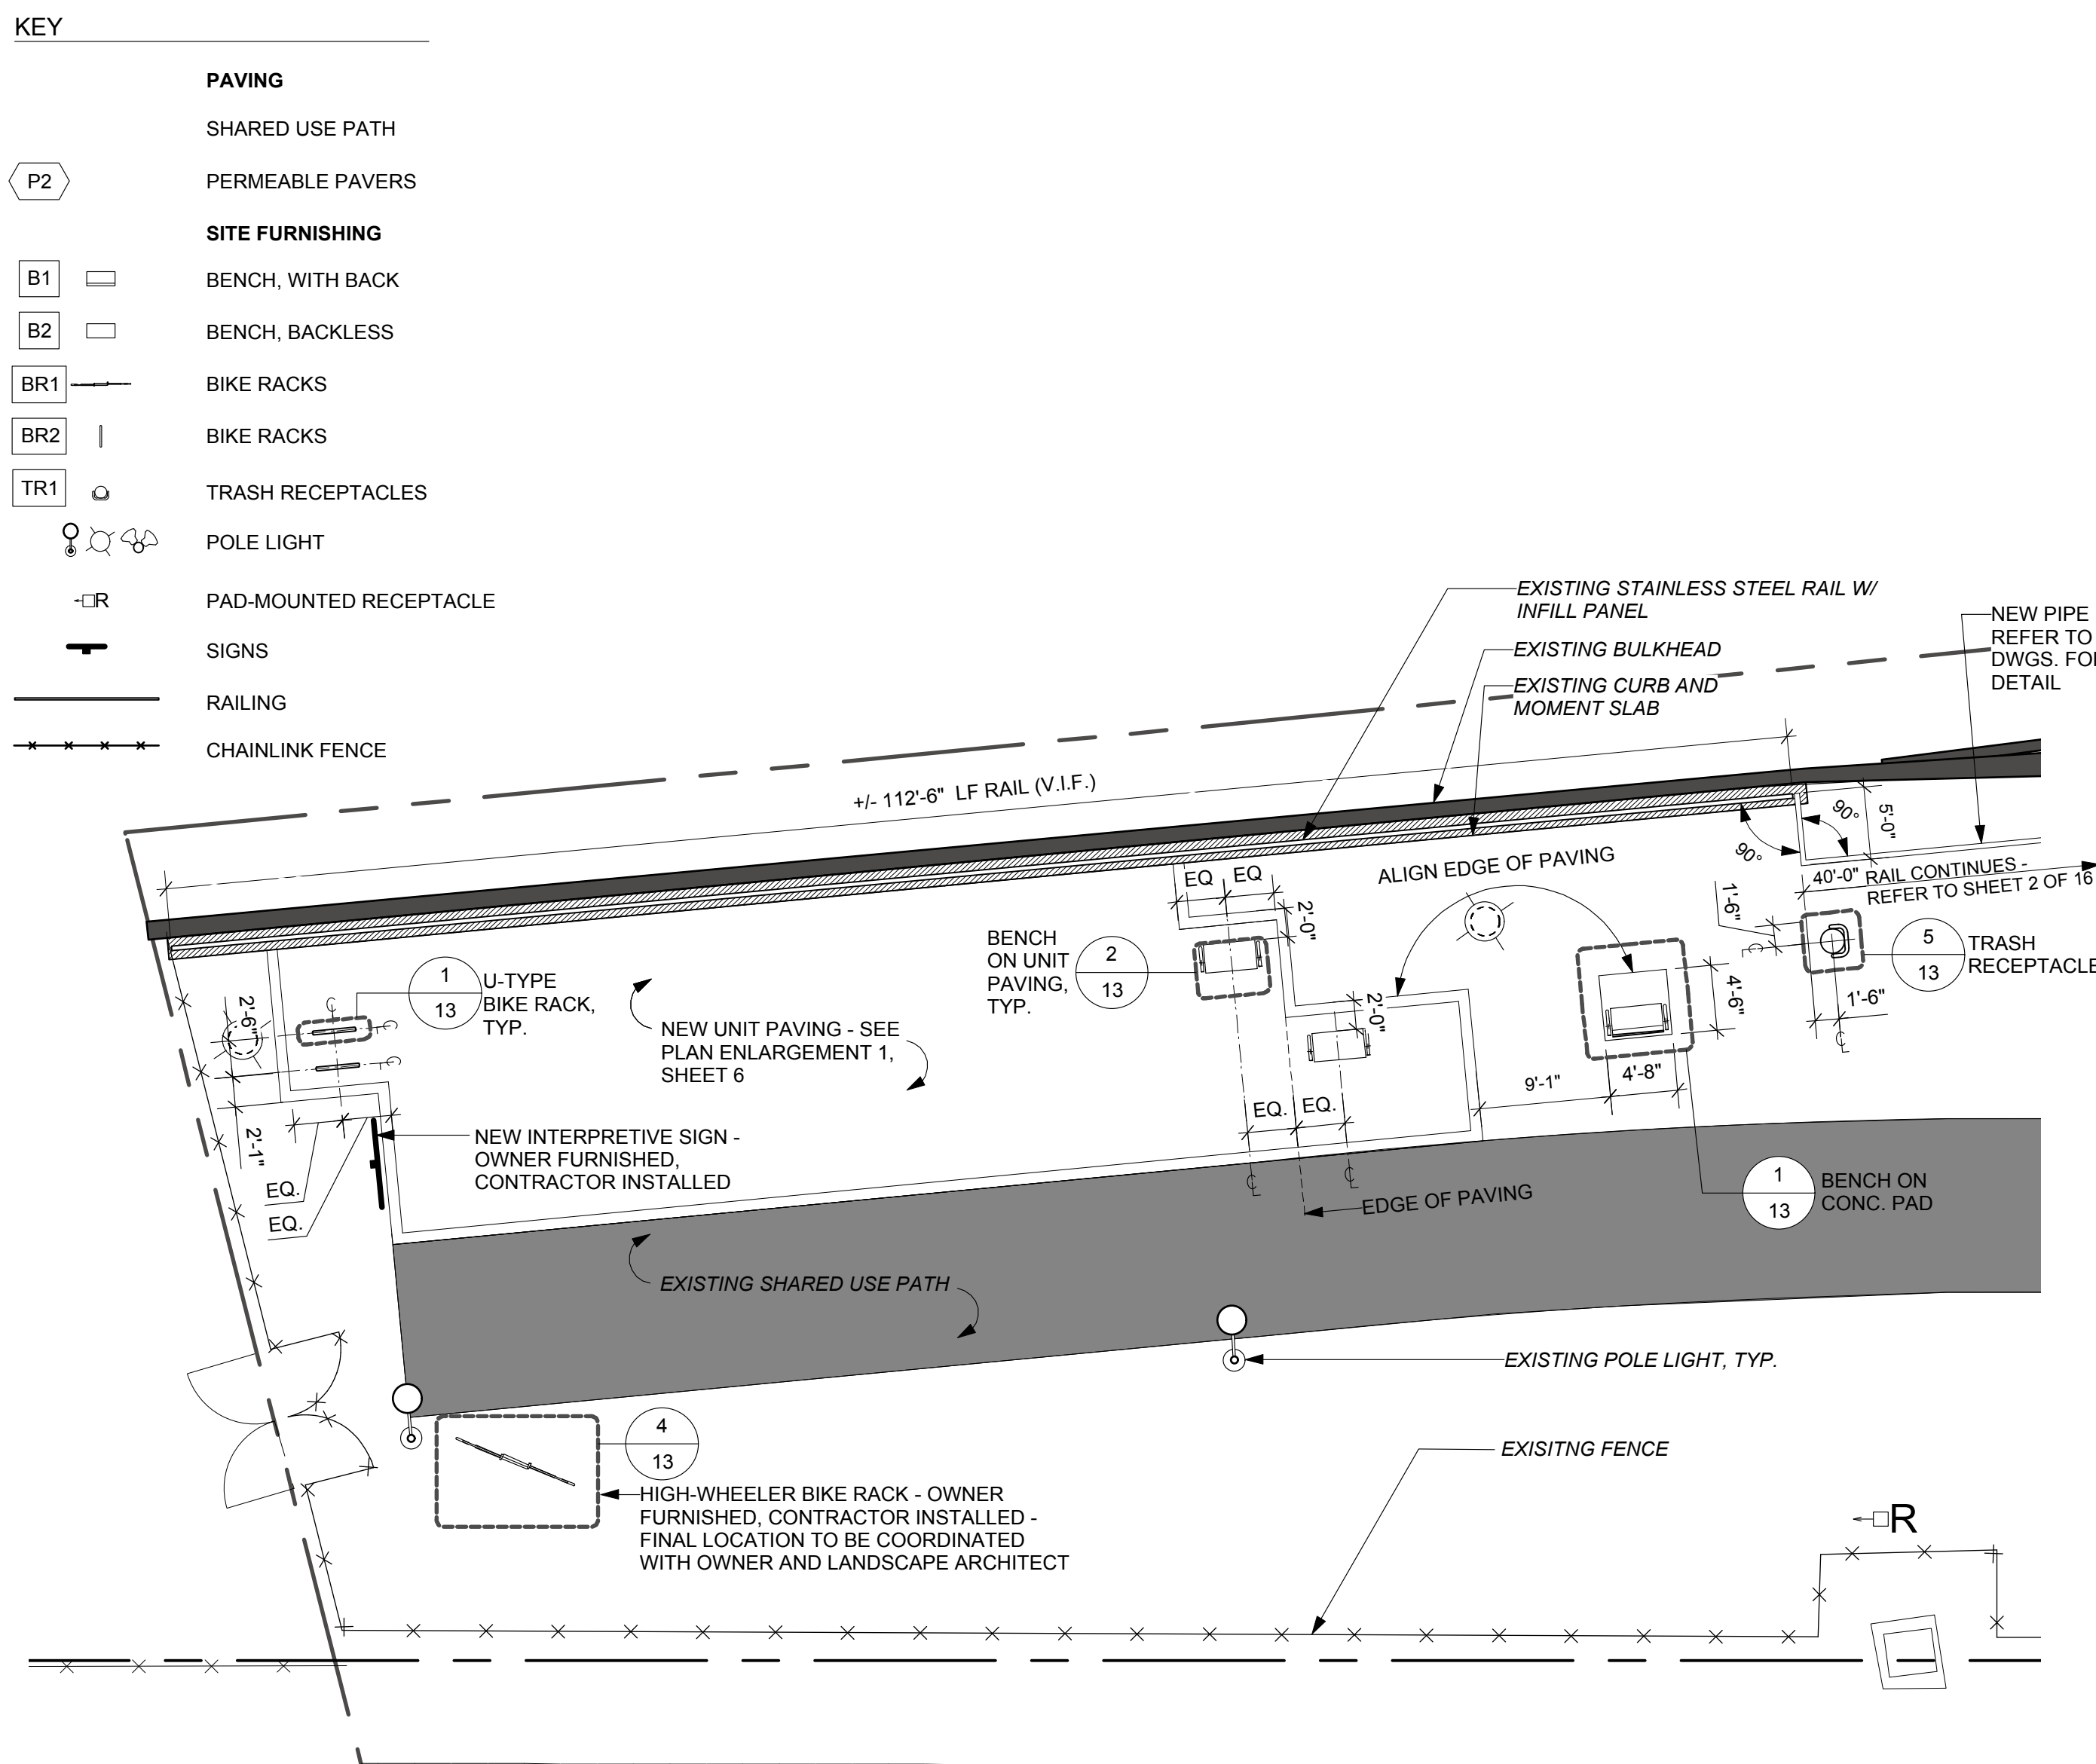 KEY
PAVING
SHARED USE PATH
P2 PERMEABLE PAVERS
SITE FURNISHING
B1 BENCH, WITH BACK
B2 BENCH, BACKLESS
BR1 BIKE RACKS
BR2 BIKE RACKS
TR1 TRASH RECEPTACLES
POLE LIGHT
R PAD-MOUNTED RECEPTACLE
SIGNS
RAILING
CHAINLINK FENCE
EXISTING STAINLESS STEEL RAIL W/
INFILL PANEL
EXISTING BULKHEAD
EXISTING CURB AND
MOMENT SLAB
NEW PIPE
REFER TO
DWGS. FO
DETAIL
+/- 112'-6" LF RAIL (V.I.F.)
90°
90°
5'-0"
40'-0" RAIL CONTINUES -
REFER TO SHEET 2 OF 16
ALIGN EDGE OF PAVING
EQ EQ
2'-0"
BENCH
ON UNIT
PAVING,
TYP.
2
13
1'-6"
5
13
TRASH
RECEPTACLE
1'-6"
4'-6"
2'-0"
9'-1"
4'-8"
EQ. EQ.
2'-6"
1
13
U-TYPE
BIKE RACK,
TYP.
NEW UNIT PAVING - SEE
PLAN ENLARGEMENT 1,
SHEET 6
2'-1"
EQ.
EQ.
NEW INTERPRETIVE SIGN -
OWNER FURNISHED,
CONTRACTOR INSTALLED
EDGE OF PAVING
1
13
BENCH ON
CONC. PAD
EXISTING SHARED USE PATH
EXISTING POLE LIGHT, TYP.
4
13
HIGH-WHEELER BIKE RACK - OWNER
FURNISHED, CONTRACTOR INSTALLED -
FINAL LOCATION TO BE COORDINATED
WITH OWNER AND LANDSCAPE ARCHITECT
EXISITNG FENCE
R